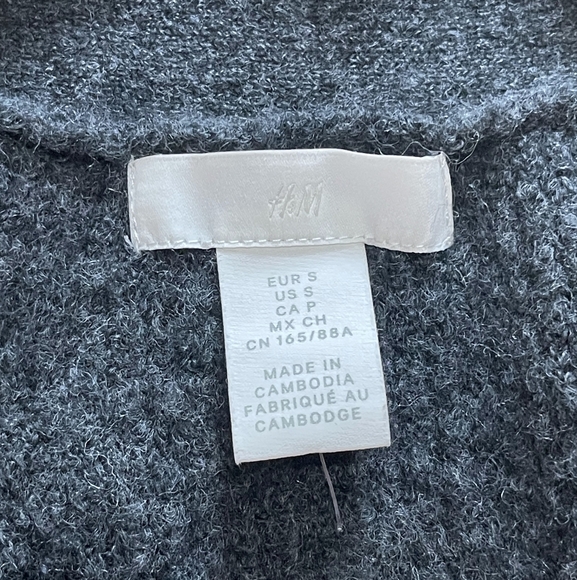 H&M
EUR S
US S
CA P
MX CH
CN 165/88A
MADE IN
CAMBODIA
FABRIQUÉ AU
CAMBODGE